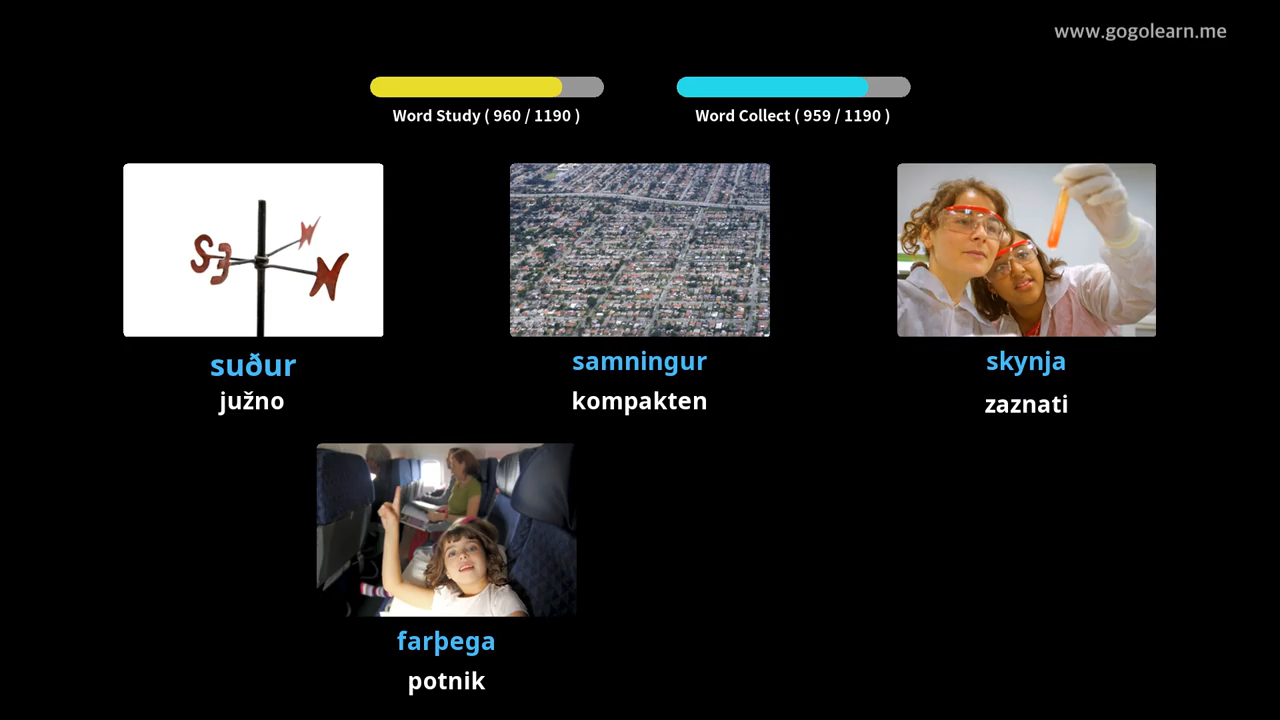 www.gogolearn.me
Word Study ( 960 / 1190 )
Word Collect ( 959 / 1190 )
S E N N
suður
samningur
skynja
južno
kompakten
zaznati
farþega
potnik